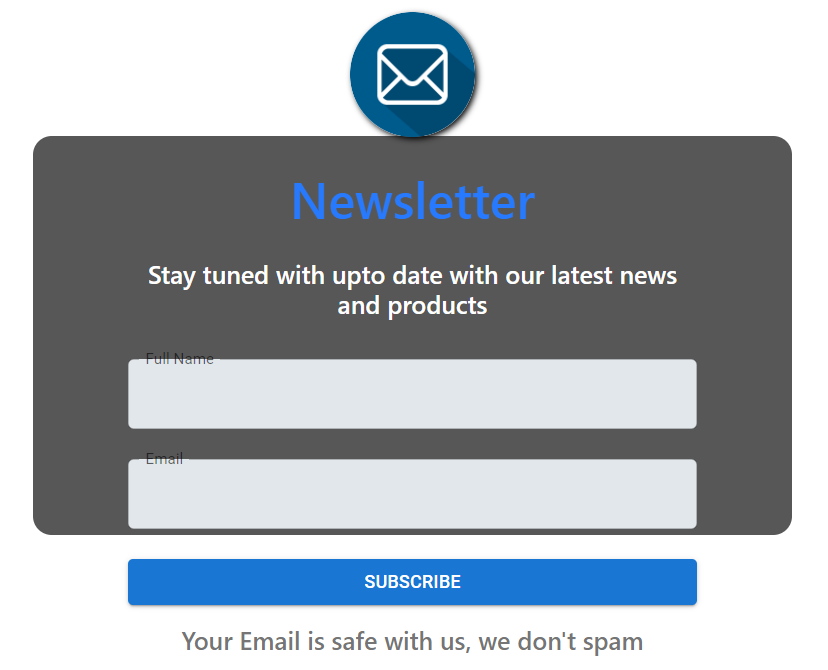 Newsletter
Stay tuned with upto date with our latest news
and products
Full Name
Email
SUBSCRIBE
Your Email is safe with us, we don't spam